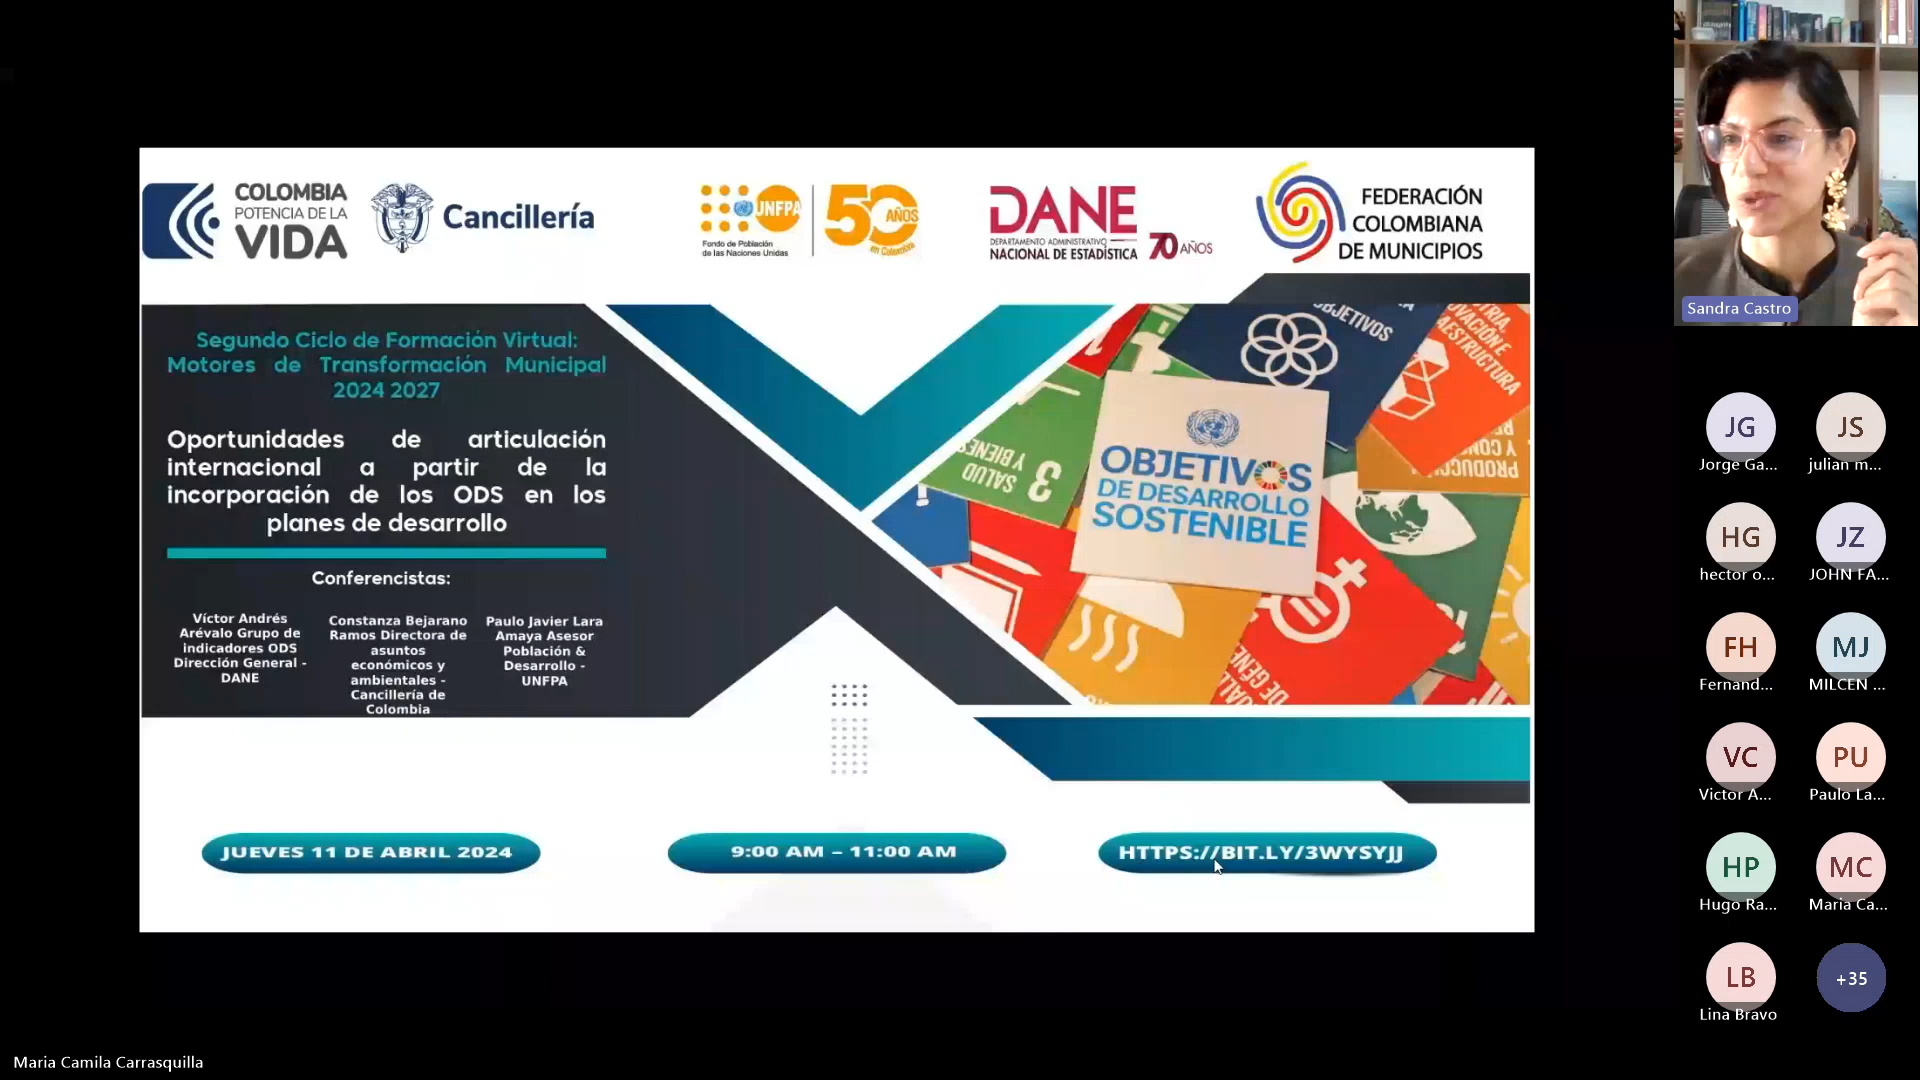 COLOMBIA
POTENCIA DE LA
VIDA
Cancillería
UNFPA
Fondo de Población
de las Naciones Unidas
50
AÑOS
en Colombia
DANE
DEPARTAMENTO ADMINISTRATIVO
NACIONAL DE ESTADÍSTICA
70 AÑOS
FEDERACIÓN
COLOMBIANA
DE MUNICIPIOS
Segundo Ciclo de Formación Virtual:
Motores de Transformación Municipal
2024 2027
Oportunidades de articulación
internacional a partir de la
incorporación de los ODS en los
planes de desarrollo
Conferencistas:
Víctor Andrés
Arévalo Grupo de
indicadores ODS
Dirección General -
DANE
Constanza Bejarano
Ramos Directora de
asuntos
económicos y
ambientales -
Cancillería de
Colombia
Paulo Javier Lara
Amaya Asesor
Población &
Desarrollo -
UNFPA
OBJETIVOS
DE DESARROLLO
SOSTENIBLE
OBJETIVOS
3
SALUD
JUEVES 11 DE ABRIL 2024
9:00 AM – 11:00 AM
HTTPS://BIT.LY/3WYSYJJ
Sandra Castro
JG
Jorge Ga...
JS
julian m...
HG
hector o...
JZ
JOHN FA...
FH
Fernand...
MJ
MILCEN ...
VC
Victor A...
PU
Paulo La...
HP
Hugo Ra...
MC
Maria Ca...
LB
Lina Bravo
+35
Maria Camila Carrasquilla